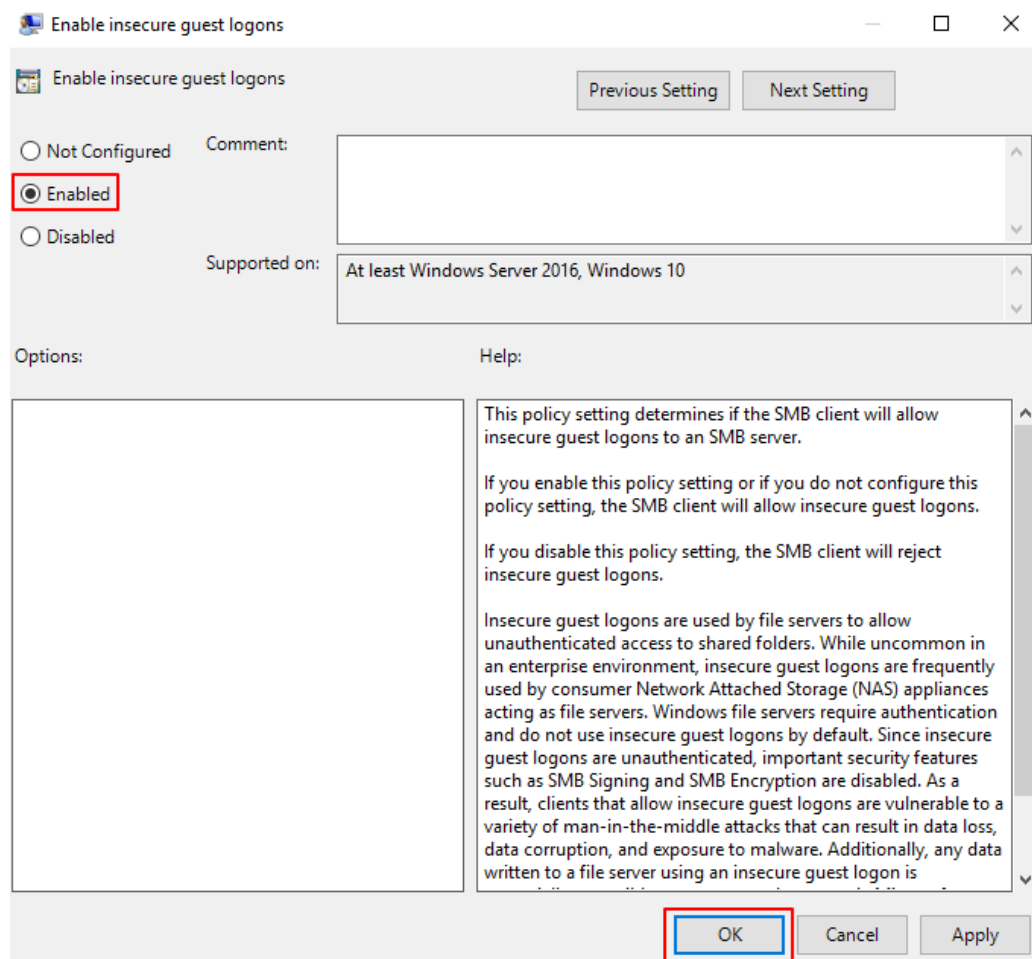 Enable insecure guest logons
Enable insecure guest logons
Previous Setting
Next Setting
Not Configured
Comment:
Enabled
Disabled
Supported on:
At least Windows Server 2016, Windows 10
Options:
Help:
This policy setting determines if the SMB client will allow
insecure guest logons to an SMB server.
If you enable this policy setting or if you do not configure this
policy setting, the SMB client will allow insecure guest logons.
If you disable this policy setting, the SMB client will reject
insecure guest logons.
Insecure guest logons are used by file servers to allow
unauthenticated access to shared folders. While uncommon in
an enterprise environment, insecure guest logons are frequently
used by consumer Network Attached Storage (NAS) appliances
acting as file servers. Windows file servers require authentication
and do not use insecure guest logons by default. Since insecure
guest logons are unauthenticated, important security features
such as SMB Signing and SMB Encryption are disabled. As a
result, clients that allow insecure guest logons are vulnerable to a
variety of man-in-the-middle attacks that can result in data loss,
data corruption, and exposure to malware. Additionally, any data
written to a file server using an insecure guest logon is
OK
Cancel
Apply